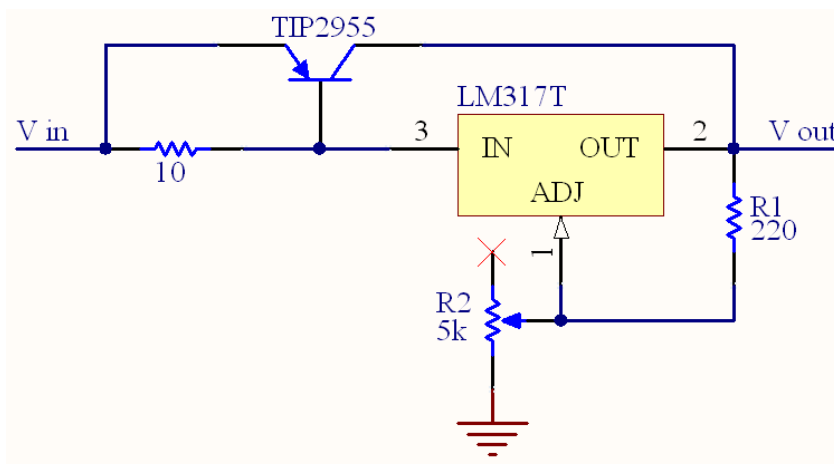 TIP2955
LM317T
V in
3
IN
OUT
2
V out
10
ADJ
R1
220
1
R2
5k